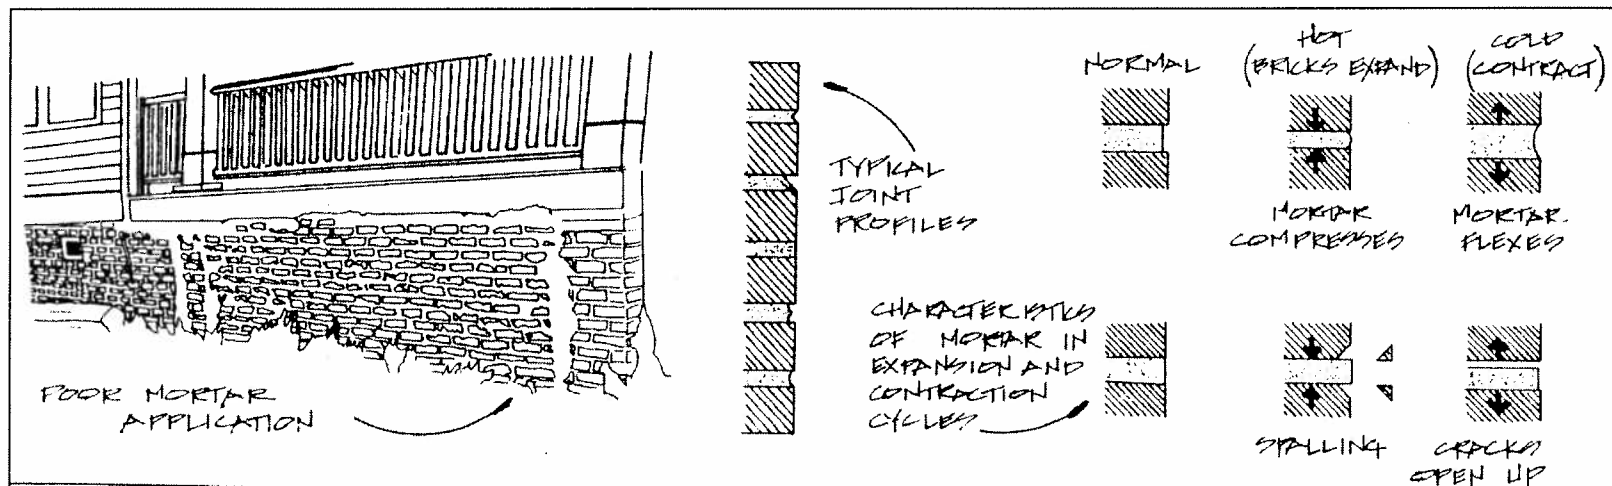 POOR MORTAR
APPLICATION
TYPICAL
JOINT
PROFILES
CHARACTERISTICS
OF MORTAR IN
EXPANSION AND
CONTRACTION
CYCLES
NORMAL
HOT
(BRICKS EXPAND)
COLD
(CONTRACT)
MORTAR
COMPRESSES
MORTAR
FLEXES
SPALLING
CRACKS
OPEN UP